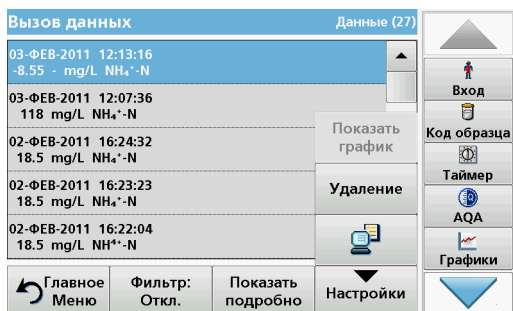 Вызов данных
Данные (27)
03-ФЕВ-2011 12:13:16
-8.55 - mg/L NH₄⁺-N
03-ФЕВ-2011 12:07:36
118 mg/L NH₄⁺-N
02-ФЕВ-2011 16:24:32
18.5 mg/L NH₄⁺-N
02-ФЕВ-2011 16:23:23
18.5 mg/L NH₄⁺-N
02-ФЕВ-2011 16:22:04
18.5 mg/L NH⁴⁺-N
Показать
график
Удаление
Главное
Меню
Фильтр:
Откл.
Показать
подробно
Настройки
Вход
Код образца
Таймер
AQA
Графики